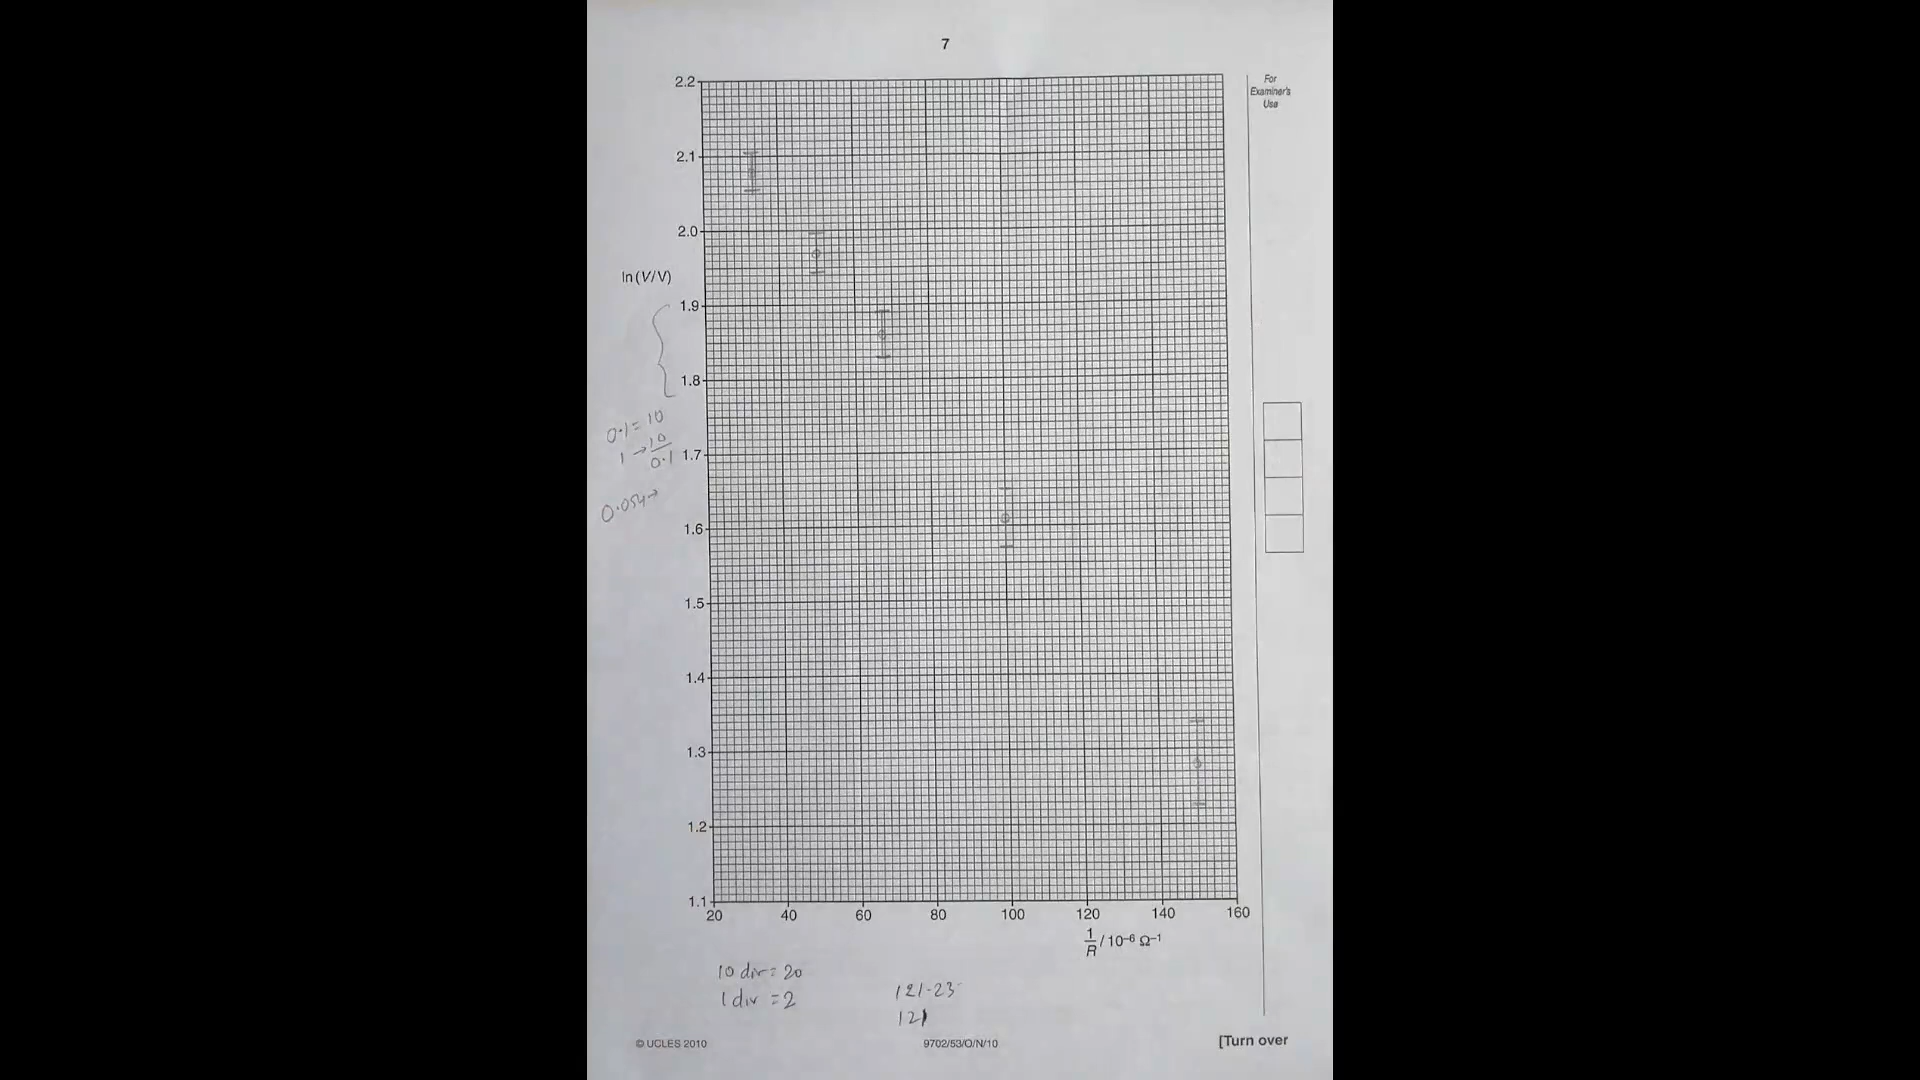 7
For
Examiner's
Use
2.2
2.1
2.0
ln (V/V)
1.9
1.8
0.1 = 10
1 → 10
0.1
1.7
0.054 →
1.6
1.5
1.4
1.3
1.2
1.1
20 40 60 80 100 120 140 160
1
R / 10⁻⁶ Ω⁻¹
10 div = 20
1 div = 2
121.23
121
© UCLES 2010
9702/53/O/N/10
[Turn over